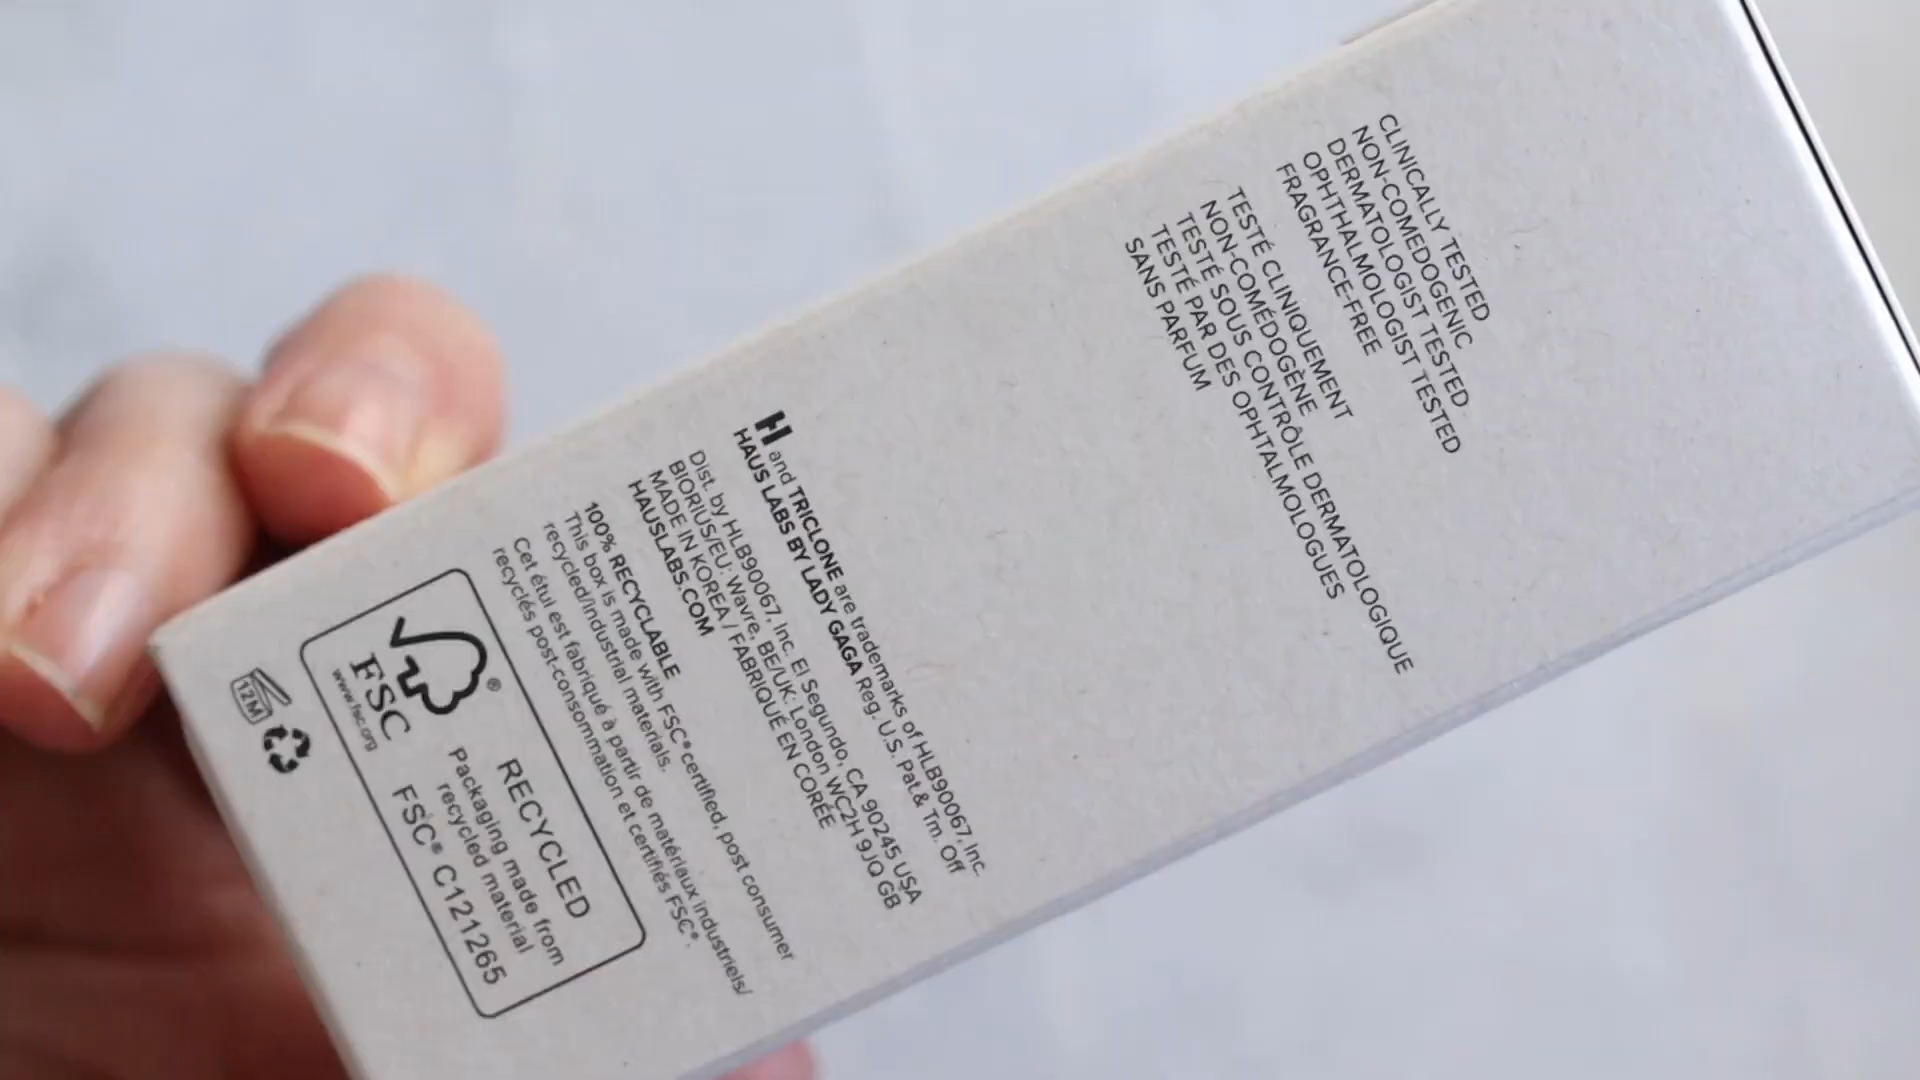 CLINICALLY TESTED
NON-COMEDOGENIC
DERMATOLOGIST TESTED
OPHTHALMOLOGIST TESTED
FRAGRANCE-FREE
TESTÉ CLINIQUEMENT
NON-COMÉDOGÈNE
TESTÉ SOUS CONTRÔLE DERMATOLOGIQUE
TESTÉ PAR DES OPHTALMOLOGUES
SANS PARFUM
H and TRICLONE are trademarks of HLB90067, Inc
HAUS LABS BY LADY GAGA Reg. U.S. Pat.& Tm. Off
Dist. by HLB90067, Inc. El Segundo, CA 90245 USA
BIORIUS/EU: Wavre, BE/UK: London WC2H 9JQ GB
MADE IN KOREA / FABRIQUÉ EN CORÉE
HAUSLABS.COM
100% RECYCLABLE
This box is made with FSC® certified, post consumer
recycled/industrial materials.
Cet étui est fabriqué à partir de matériaux industriels/
recyclés post-consommation et certifiés FSC®.
®
FSC
www.fsc.org
RECYCLED
Packaging made from
recycled material
FSC® C121265
12M